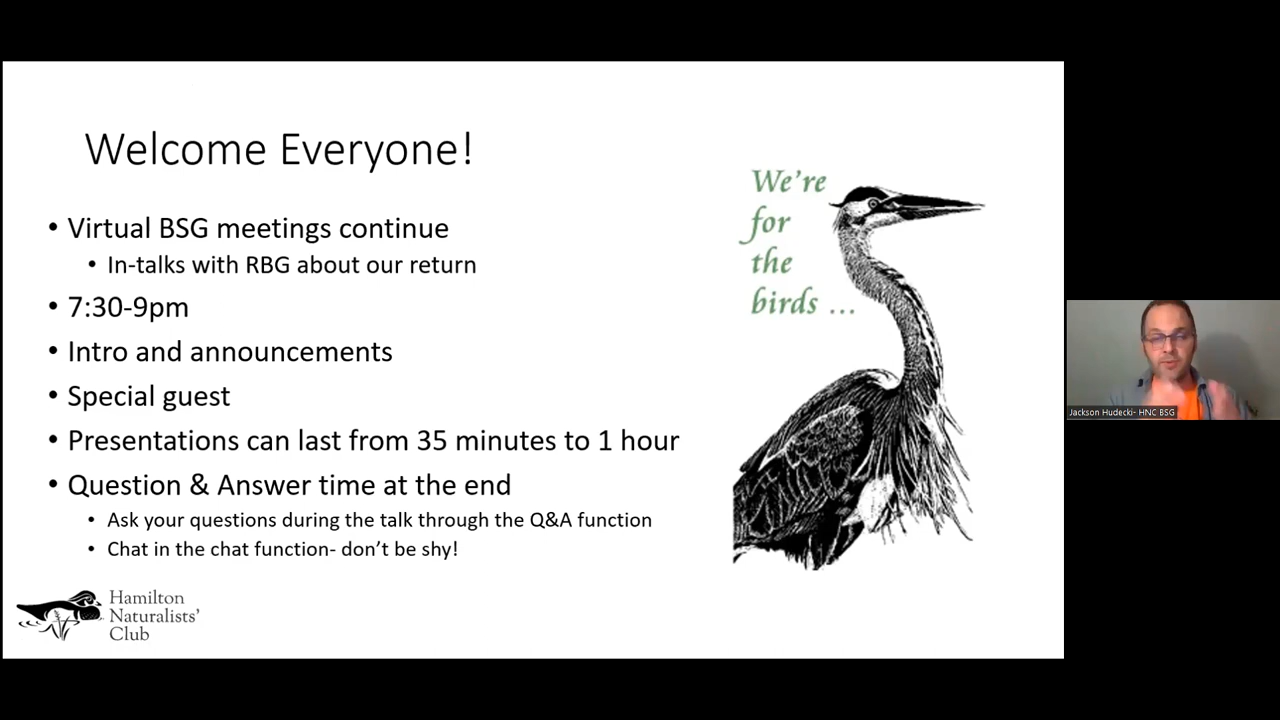 Welcome Everyone!
• Virtual BSG meetings continue
• In-talks with RBG about our return
• 7:30-9pm
• Intro and announcements
• Special guest
• Presentations can last from 35 minutes to 1 hour
• Question & Answer time at the end
• Ask your questions during the talk through the Q&A function
• Chat in the chat function- don't be shy!
We're
for
the
birds ...
Hamilton
Naturalists'
Club
Jackson Hudecki- HNC BSG